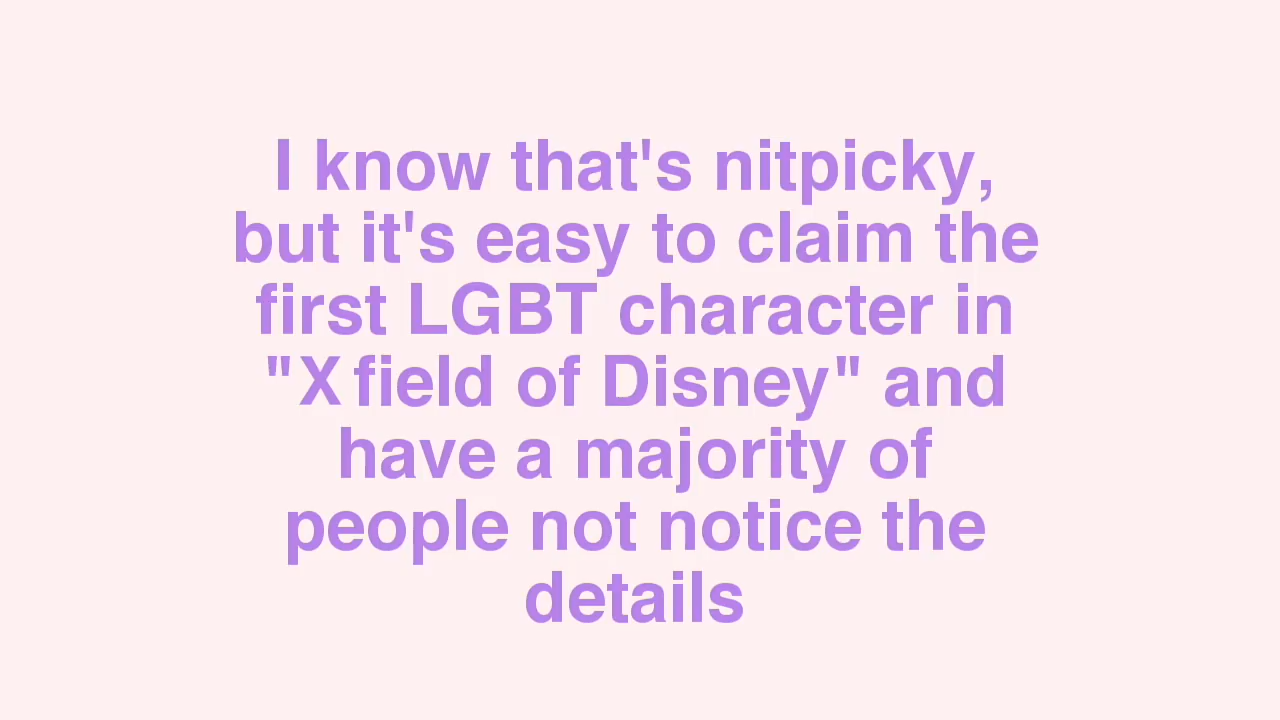 I know that's nitpicky,
but it's easy to claim the
first LGBT character in
"X field of Disney" and
have a majority of
people not notice the
details